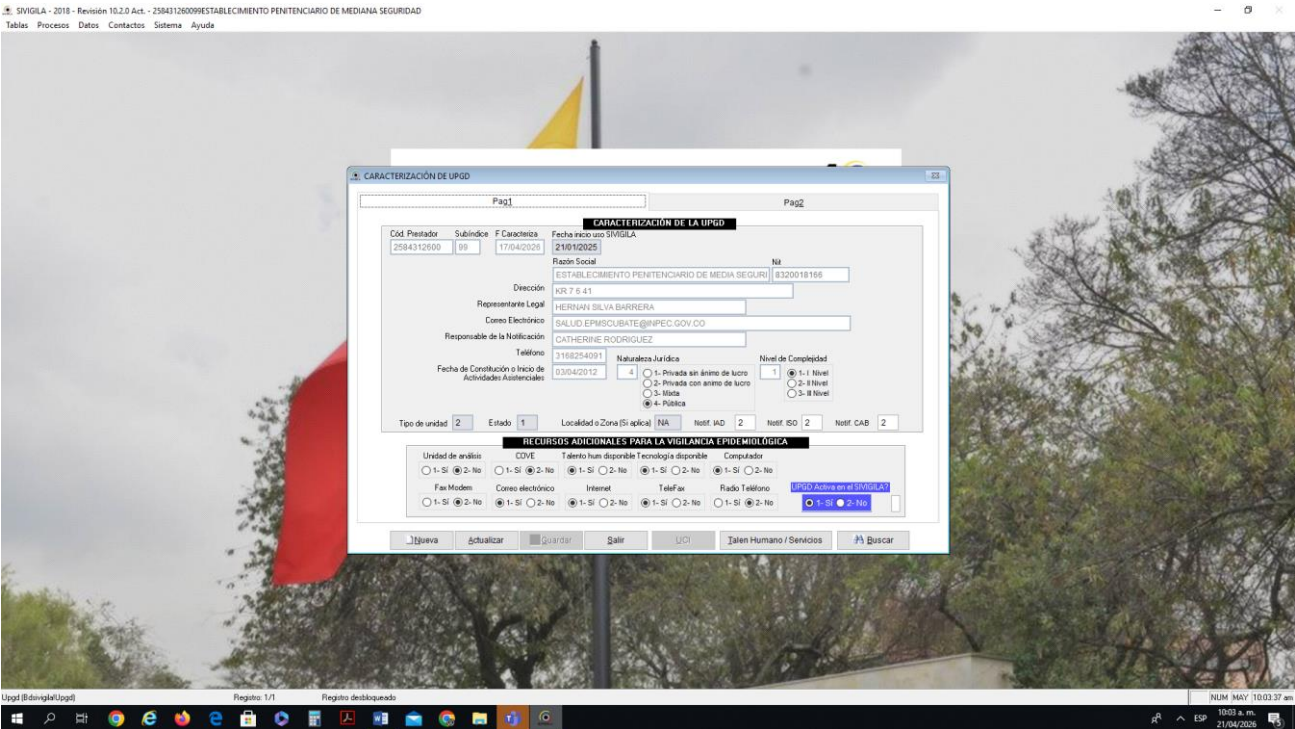 SIVIGILA - 2018 - Revisión 10.2.0 Act. - 258431260099ESTABLECIMIENTO PENITENCIARIO DE MEDIANA SEGURIDAD
Tablas Procesos Datos Contactos Sistema Ayuda
CARACTERIZACIÓN DE UPGD
Pag1 Pag2
CARACTERIZACIÓN DE LA UPGD
Cód. Prestador Subíndice F Caracteriza Fecha inicio uso SIVIGILA
2584312600 99 17/04/2026 21/01/2025
Razón Social Nit
ESTABLECIMIENTO PENITENCIARIO DE MEDIA SEGURI 8320018166
Dirección KR 7 6 41
Representante Legal HERNAN SILVA BARRERA
Correo Electrónico SALUD.EPMSCUBATE@INPEC.GOV.CO
Responsable de la Notificación CATHERINE RODRIGUEZ
Teléfono 3168254091 Naturaleza Jurídica Nivel de Complejidad
Fecha de Constitución o Inicio de Actividades Asistenciales 03/04/2012 4 1- Privada sin ánimo de lucro 1 1- I Nivel
2- Privada con animo de lucro 2- II Nivel
3- Mixta 3- III Nivel
4- Pública
Tipo de unidad 2 Estado 1 Localidad o Zona (Si aplica) NA Notif. IAD 2 Notif. ISO 2 Notif. CAB 2
RECURSOS ADICIONALES PARA LA VIGILANCIA EPIDEMIOLÓGICA
Unidad de análisis COVE Talento hum disponible Tecnología disponible Computador
1- Sí 2- No 1- Sí 2- No 1- Sí 2- No 1- Sí 2- No 1- Sí 2- No
Fax Modem Correo electrónico Internet TeleFax Radio Teléfono UPGD Activa en el SIVIGILA?
1- Sí 2- No 1- Sí 2- No 1- Sí 2- No 1- Sí 2- No 1- Sí 2- No 1- Sí 2- No
Nueva Actualizar Guardar Salir UCI Talen Humano / Servicios Buscar
Upgd (Bdsivigila!Upgd) Registro: 1/1 Registro desbloqueado NUM MAY 10:03:37 am
ESP 10:03 a. m.
21/04/2026